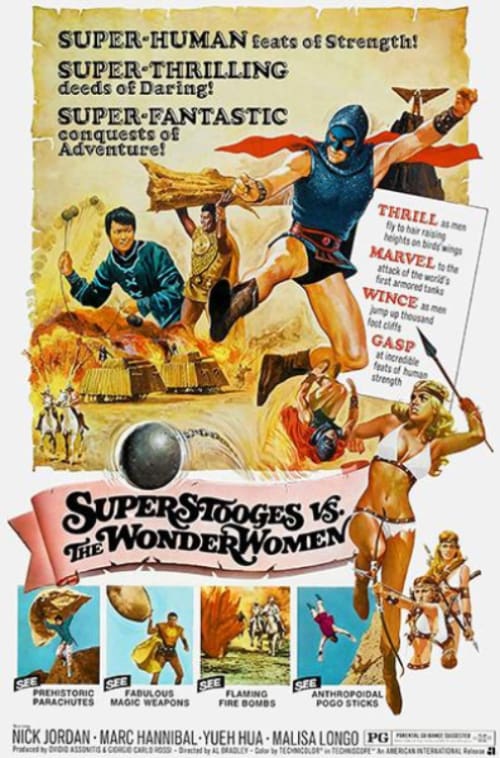 SUPER-HUMAN feats of Strength!
SUPER-THRILLING
deeds of Daring!
SUPER-FANTASTIC
conquests of
Adventure!
THRILL as men
fly to hair raising
heights on birds' wings
MARVEL to the
attack of the world's
first armored tanks
WINCE as men
jump up thousand
foot cliffs
GASP
at incredible
feats of human
strength
SUPERSTOOGES VS.
THE WONDERWOMEN
SEE
PREHISTORIC
PARACHUTES
SEE
FABULOUS
MAGIC WEAPONS
SEE
FLAMING
FIRE BOMBS
SEE
ANTHROPOIDAL
POGO STICKS
NICK JORDAN · MARC HANNIBAL · YUEH HUA · MALISA LONGO PG PARENTAL GUIDANCE SUGGESTED
Produced by OVIDIO ASSONITIS & GIORGIO CARLO ROSSI · Directed by AL BRADLEY · Color by TECHNICOLOR® in TECHNISCOPE® An AMERICAN INTERNATIONAL Release